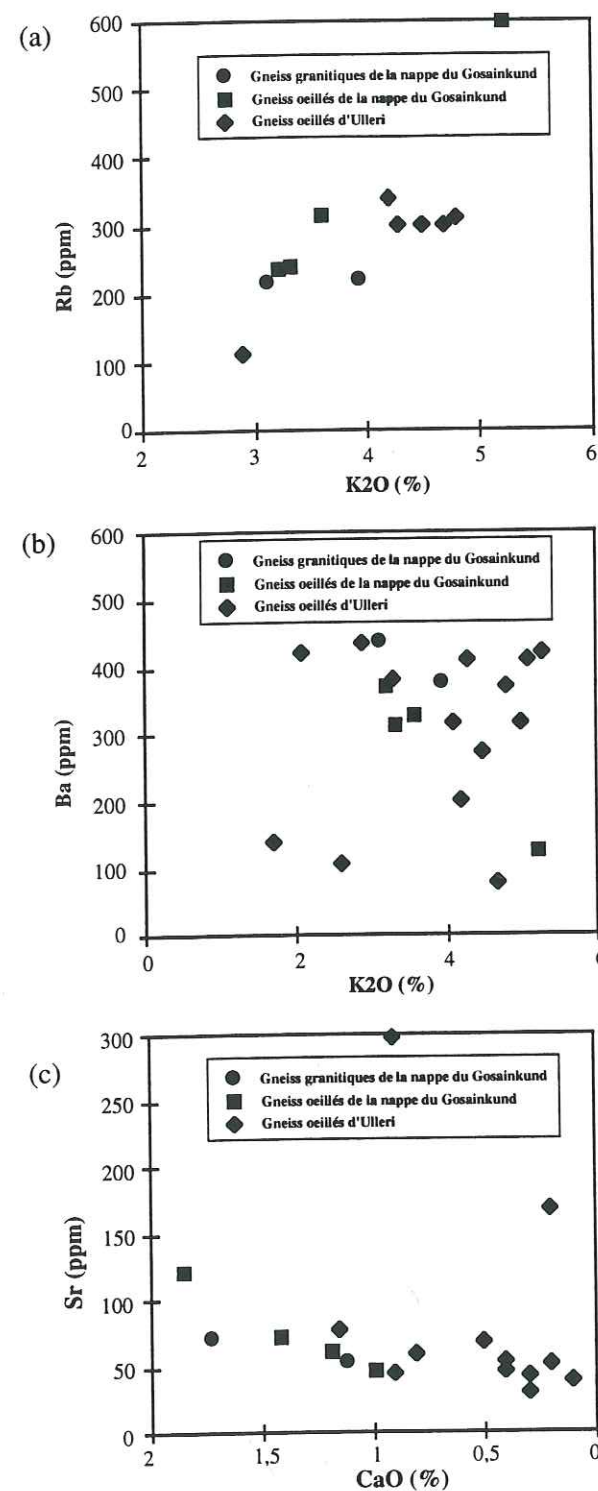 (a)
600
500
400
300
200
100
0
Rb (ppm)
Gneiss granitiques de la nappe du Gosainkund
Gneiss oeillés de la nappe du Gosainkund
Gneiss oeillés d'Ulleri
2
3
4
5
6
K2O (%)
(b)
600
500
400
300
200
100
0
Ba (ppm)
Gneiss granitiques de la nappe du Gosainkund
Gneiss oeillés de la nappe du Gosainkund
Gneiss oeillés d'Ulleri
0
2
4
6
K2O (%)
(c)
300
250
200
150
100
50
0
Sr (ppm)
Gneiss granitiques de la nappe du Gosainkund
Gneiss oeillés de la nappe du Gosainkund
Gneiss oeillés d'Ulleri
2
1,5
1
0,5
0
CaO (%)